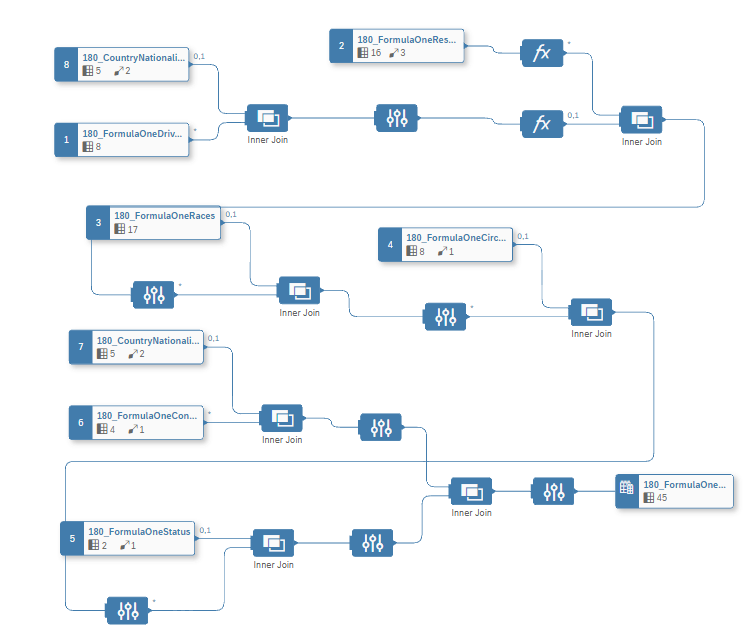 2
180_FormulaOneRes...
16 3
fx
*
8
180_CountryNationali...
5 2
0,1
1
180_FormulaOneDriv...
8
*
Inner Join
fx
0,1
Inner Join
3
180_FormulaOneRaces
17
0,1
4
180_FormulaOneCirc...
8 1
0,1
*
Inner Join
*
Inner Join
7
180_CountryNationali...
5 2
0,1
6
180_FormulaOneCon...
4 1
*
Inner Join
Inner Join
180_FormulaOne...
45
5
180_FormulaOneStatus
2 1
0,1
Inner Join
*